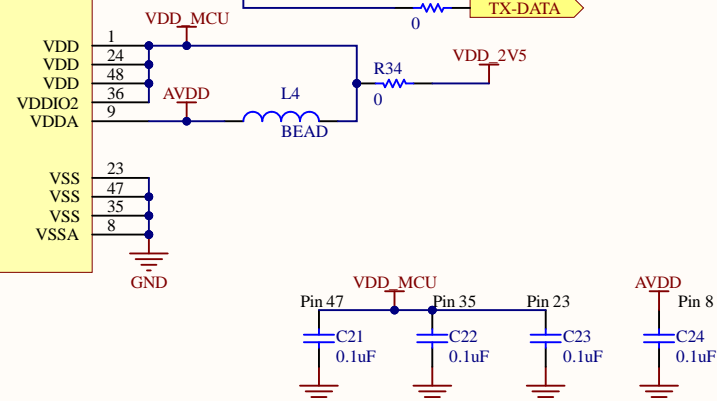 TX-DATA
0
VDD_MCU
VDD 1
VDD 24
VDD 48
VDDIO2 36
VDDA 9
AVDD
L4
BEAD
R34
0
VDD_2V5
VSS 23
VSS 47
VSS 35
VSSA 8
GND
VDD_MCU
AVDD
Pin 47
Pin 35
Pin 23
Pin 8
C21
0.1uF
C22
0.1uF
C23
0.1uF
C24
0.1uF